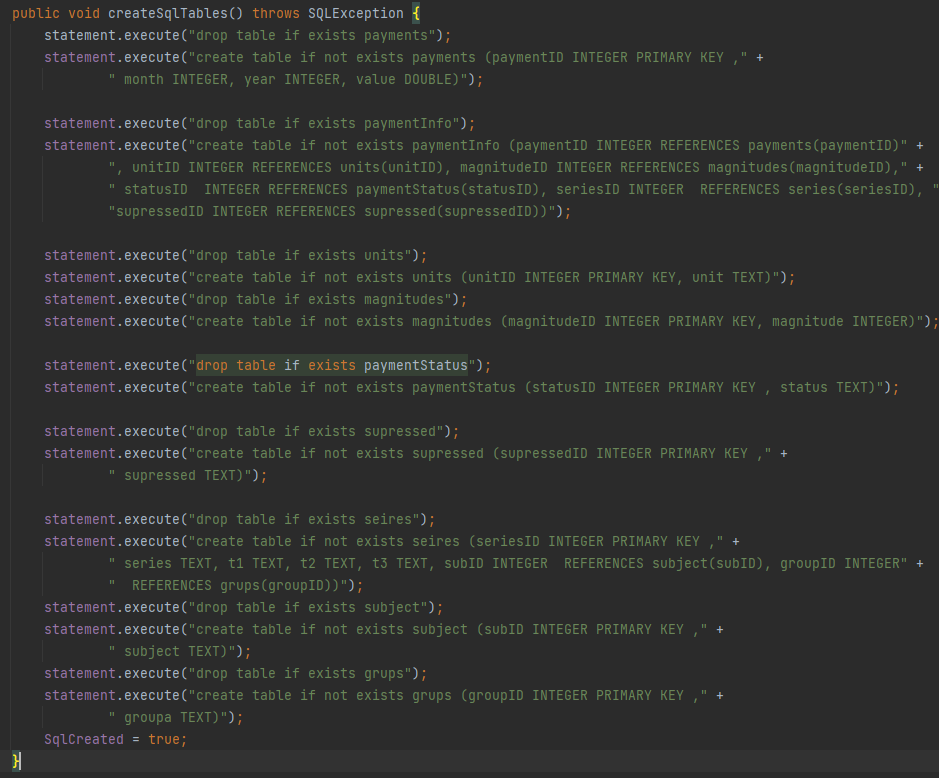 public void createSqlTables() throws SQLException {
statement.execute("drop table if exists payments");
statement.execute("create table if not exists payments (paymentID INTEGER PRIMARY KEY ," +
" month INTEGER, year INTEGER, value DOUBLE)");
statement.execute("drop table if exists paymentInfo");
statement.execute("create table if not exists paymentInfo (paymentID INTEGER REFERENCES payments(paymentID)" +
", unitID INTEGER REFERENCES units(unitID), magnitudeID INTEGER REFERENCES magnitudes(magnitudeID)," +
" statusID  INTEGER REFERENCES paymentStatus(statusID), seriesID INTEGER  REFERENCES series(seriesID), "
"supressedID INTEGER REFERENCES supressed(supressedID))");
statement.execute("drop table if exists units");
statement.execute("create table if not exists units (unitID INTEGER PRIMARY KEY, unit TEXT)");
statement.execute("drop table if exists magnitudes");
statement.execute("create table if not exists magnitudes (magnitudeID INTEGER PRIMARY KEY, magnitude INTEGER)");
statement.execute("drop table if exists paymentStatus");
statement.execute("create table if not exists paymentStatus (statusID INTEGER PRIMARY KEY , status TEXT)");
statement.execute("drop table if exists supressed");
statement.execute("create table if not exists supressed (supressedID INTEGER PRIMARY KEY ," +
" supressed TEXT)");
statement.execute("drop table if exists seires");
statement.execute("create table if not exists seires (seriesID INTEGER PRIMARY KEY ," +
" series TEXT, t1 TEXT, t2 TEXT, t3 TEXT, subID INTEGER  REFERENCES subject(subID), groupID INTEGER" +
"  REFERENCES grups(groupID))");
statement.execute("drop table if exists subject");
statement.execute("create table if not exists subject (subID INTEGER PRIMARY KEY ," +
" subject TEXT)");
statement.execute("drop table if exists grups");
statement.execute("create table if not exists grups (groupID INTEGER PRIMARY KEY ," +
" groupa TEXT)");
SqlCreated = true;
}